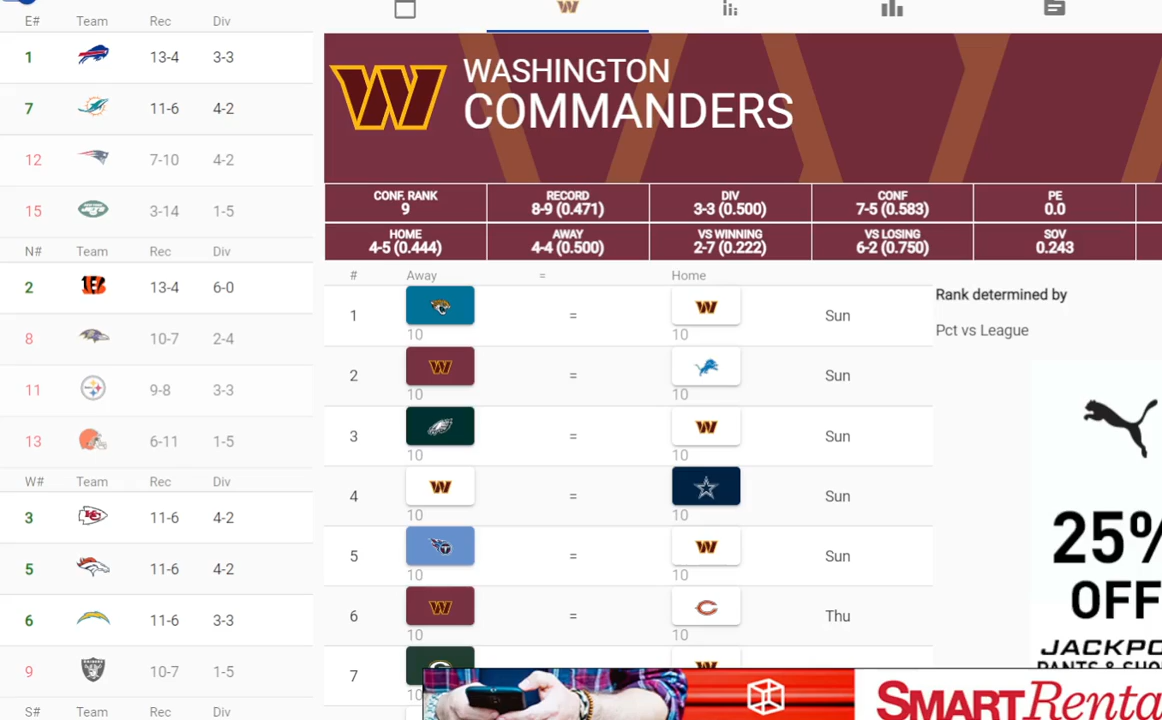 E# Team Rec Div
1 13-4 3-3
7 11-6 4-2
12 7-10 4-2
15 3-14 1-5
N# Team Rec Div
2 13-4 6-0
8 10-7 2-4
11 9-8 3-3
13 6-11 1-5
W# Team Rec Div
3 11-6 4-2
5 11-6 4-2
6 11-6 3-3
9 10-7 1-5
S# Team Rec Div
WASHINGTON
COMMANDERS
CONF. RANK RECORD DIV CONF PE
9 8-9 (0.471) 3-3 (0.500) 7-5 (0.583) 0.0
HOME AWAY VS WINNING VS LOSING SOV
4-5 (0.444) 4-4 (0.500) 2-7 (0.222) 6-2 (0.750) 0.243
# Away = Home
1 = W Sun
10 10
2 W = Sun
10 10
3 = W Sun
10 10
4 W = Sun
10 10
5 = W Sun
10 10
6 W = C Thu
10 10
7
10
Rank determined by
Pct vs League
25%
OFF
JACKPO
PANTS & SHO
SMARTRenta